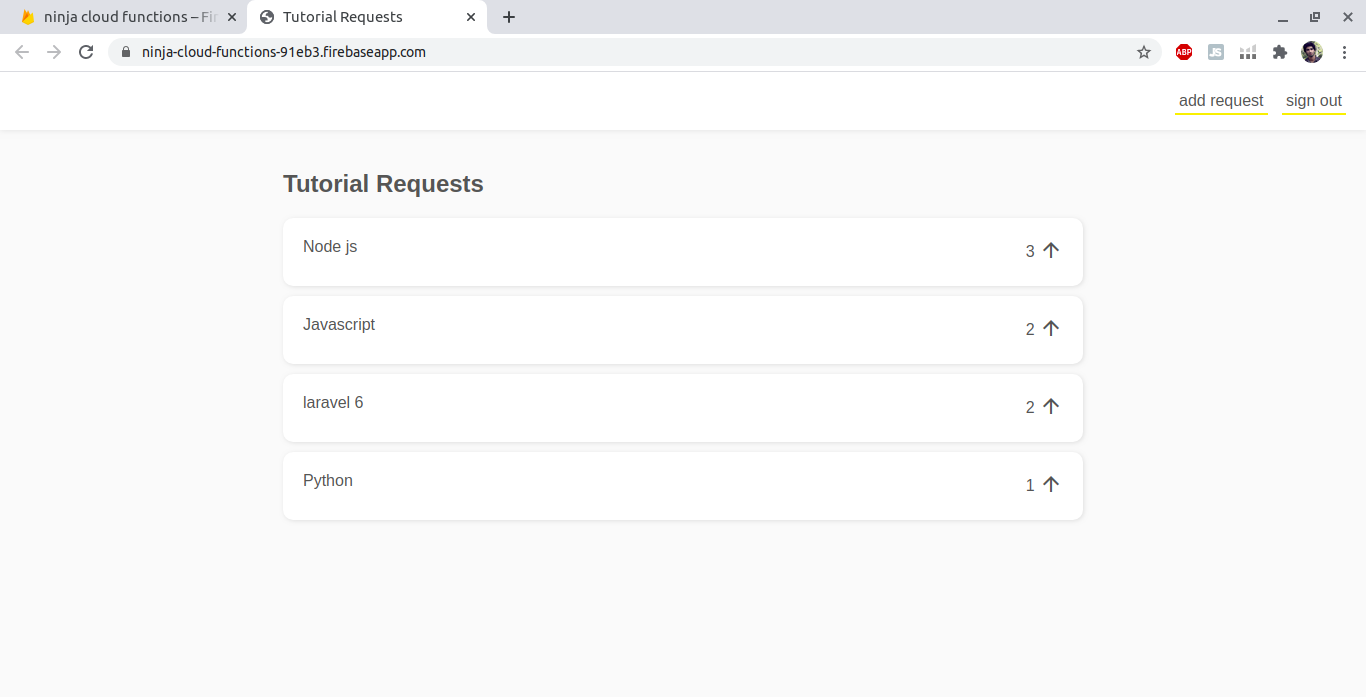 ninja cloud functions – Fir
Tutorial Requests
ninja-cloud-functions-91eb3.firebaseapp.com
ABP
JS
add request
sign out
Tutorial Requests
Node js
3
Javascript
2
laravel 6
2
Python
1